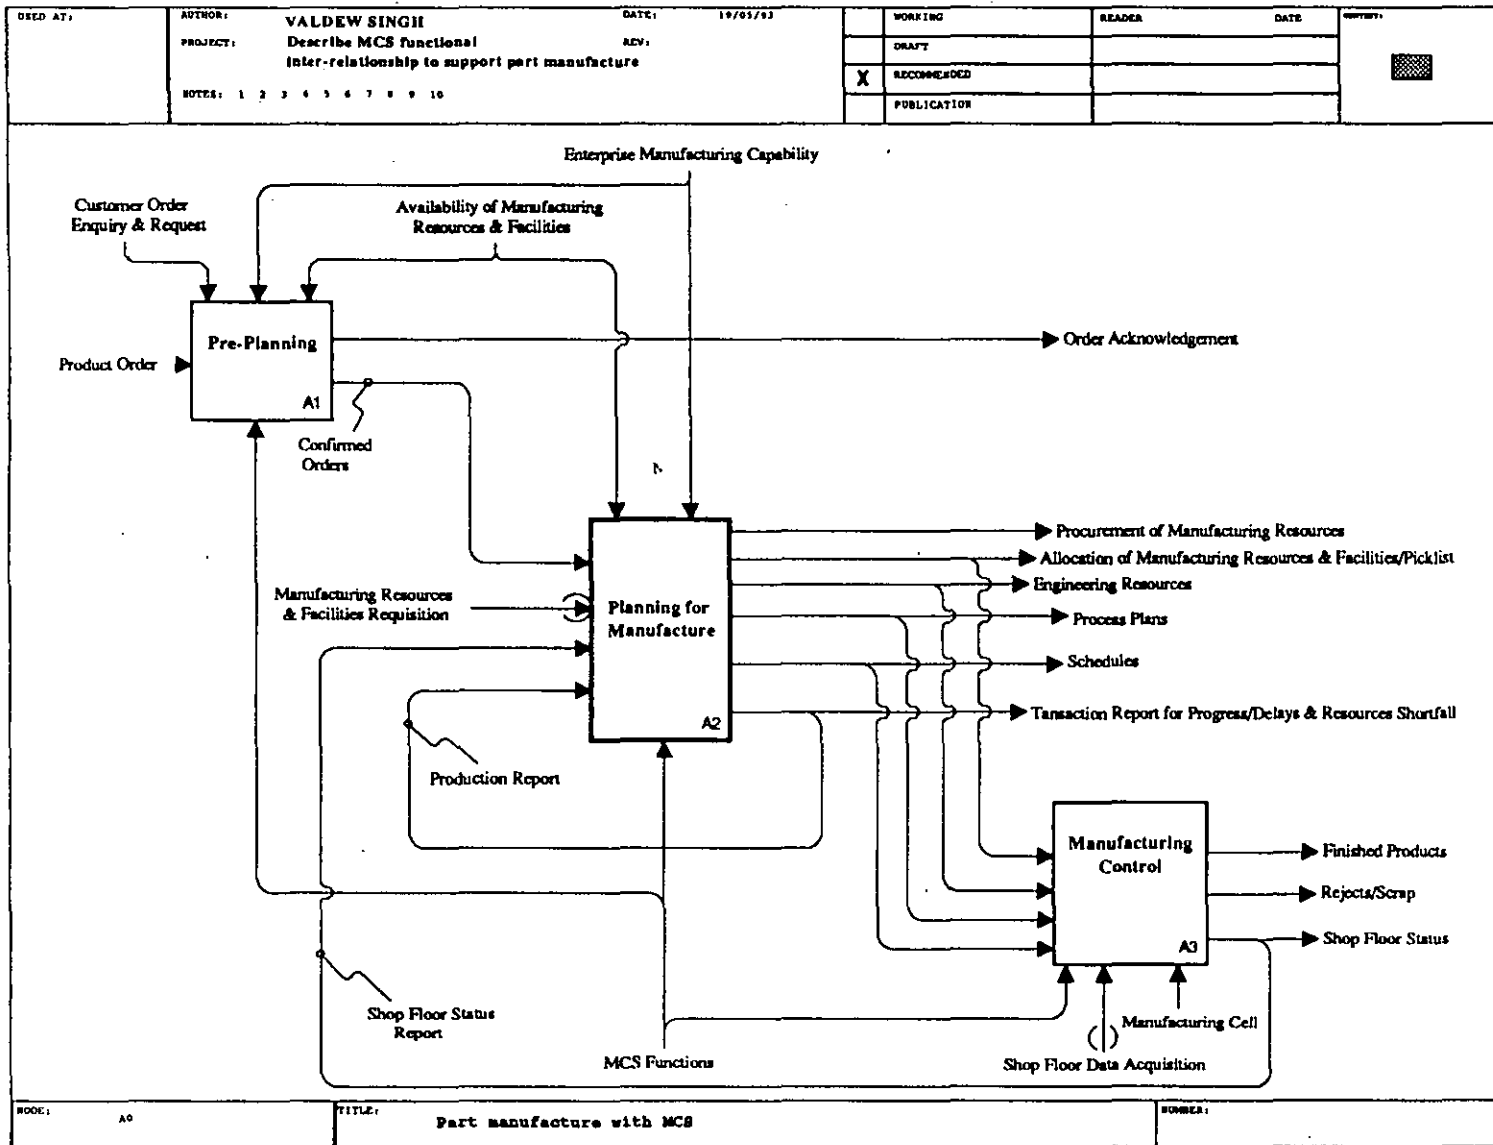 USED AT:
AUTHOR: VALDEW SINGH
DATE: 19/05/93
PROJECT: Describe MCS functional
inter-relationship to support part manufacture
REV:
NOTES: 1 2 3 4 5 6 7 8 9 10
WORKING
DRAFT
X RECOMMENDED
PUBLICATION
READER DATE
Enterprise Manufacturing Capability
Customer Order
Enquiry & Request
Availability of Manufacturing
Resources & Facilities
Product Order
Pre-Planning
A1
Order Acknowledgement
Confirmed
Orders
Procurement of Manufacturing Resources
Allocation of Manufacturing Resources & Facilities/Picklist
Engineering Resources
Manufacturing Resources
& Facilities Requisition
Planning for
Manufacture
A2
Process Plans
Schedules
Tansaction Report for Progress/Delays & Resources Shortfall
Production Report
Manufacturing
Control
A3
Finished Products
Rejects/Scrap
Shop Floor Status
Shop Floor Status
Report
MCS Functions
Manufacturing Cell
Shop Floor Data Acquisition
NODE: A0
TITLE: Part manufacture with MCS
NUMBER: